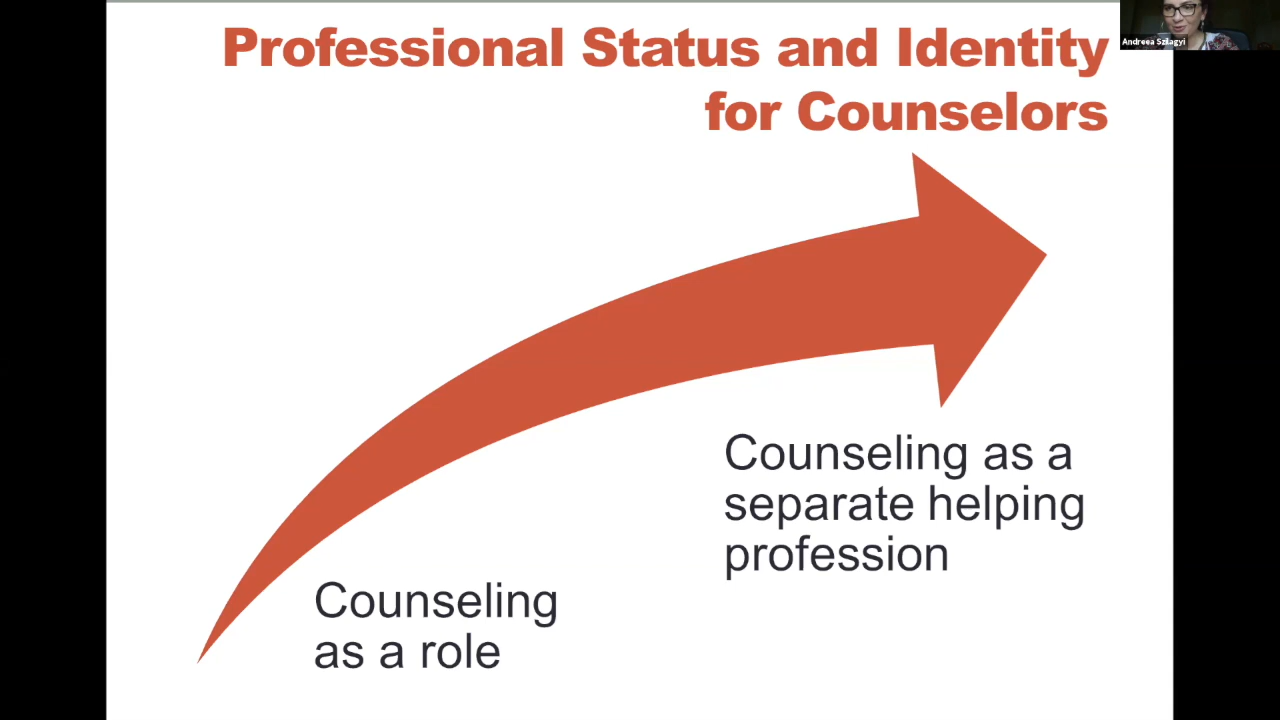 Professional Status and Identity
for Counselors
Andreea Szilagyi
Counseling as a
separate helping
profession
Counseling
as a role